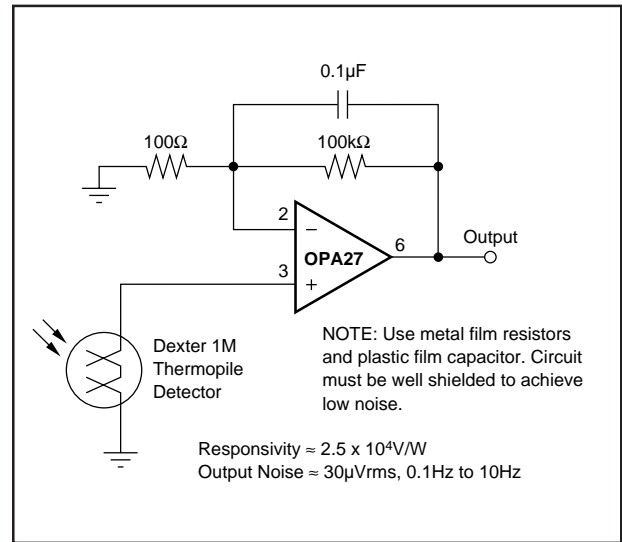 0.1µF
100Ω
100kΩ
2
−
6
Output
OPA27
3
+
Dexter 1M
Thermopile
Detector
NOTE: Use metal film resistors
and plastic film capacitor. Circuit
must be well shielded to achieve
low noise.
Responsivity ≈ 2.5 x 10⁴V/W
Output Noise ≈ 30µVrms, 0.1Hz to 10Hz